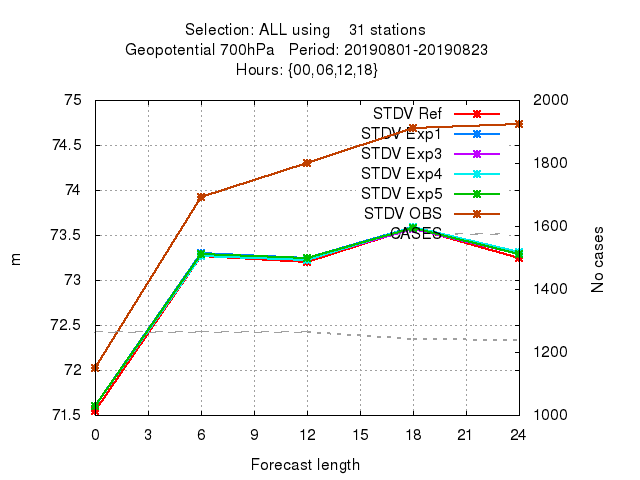 Selection: ALL using 31 stations
Geopotential 700hPa Period: 20190801-20190823
Hours: {00,06,12,18}
75
74.5
74
73.5
73
72.5
72
71.5
m
2000
1800
1600
1400
1200
1000
No cases
STDV Ref
STDV Exp1
STDV Exp3
STDV Exp4
STDV Exp5
STDV OBS
CASES
0 3 6 9 12 15 18 21 24
Forecast length